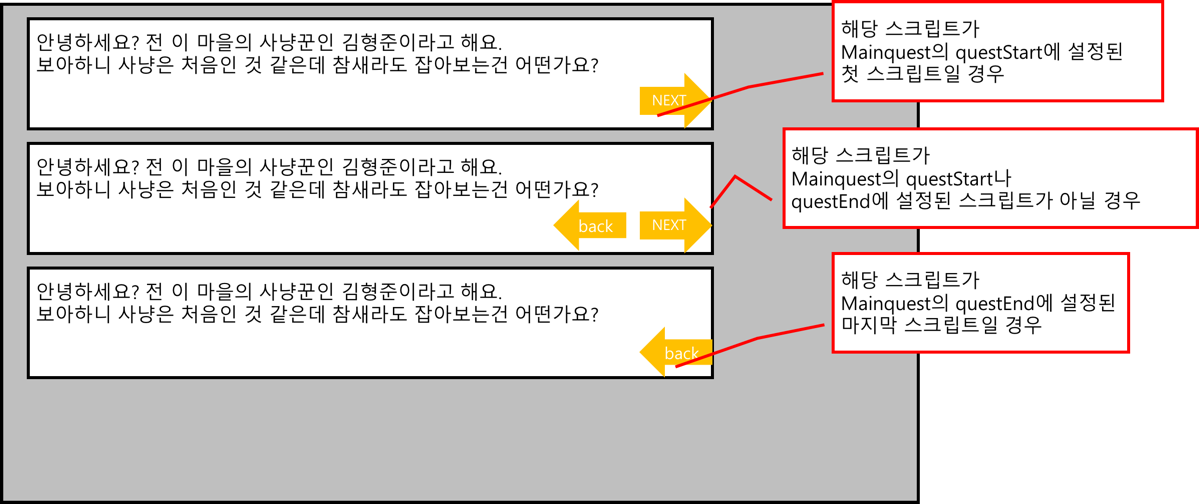 안녕하세요? 전 이 마을의 사냥꾼인 김형준이라고 해요.
보아하니 사냥은 처음인 것 같은데 참새라도 잡아보는건 어떤가요?
NEXT
해당 스크립트가
Mainquest의 questStart에 설정된
첫 스크립트일 경우
안녕하세요? 전 이 마을의 사냥꾼인 김형준이라고 해요.
보아하니 사냥은 처음인 것 같은데 참새라도 잡아보는건 어떤가요?
back NEXT
해당 스크립트가
Mainquest의 questStart나
questEnd에 설정된 스크립트가 아닐 경우
안녕하세요? 전 이 마을의 사냥꾼인 김형준이라고 해요.
보아하니 사냥은 처음인 것 같은데 참새라도 잡아보는건 어떤가요?
back
해당 스크립트가
Mainquest의 questEnd에 설정된
마지막 스크립트일 경우